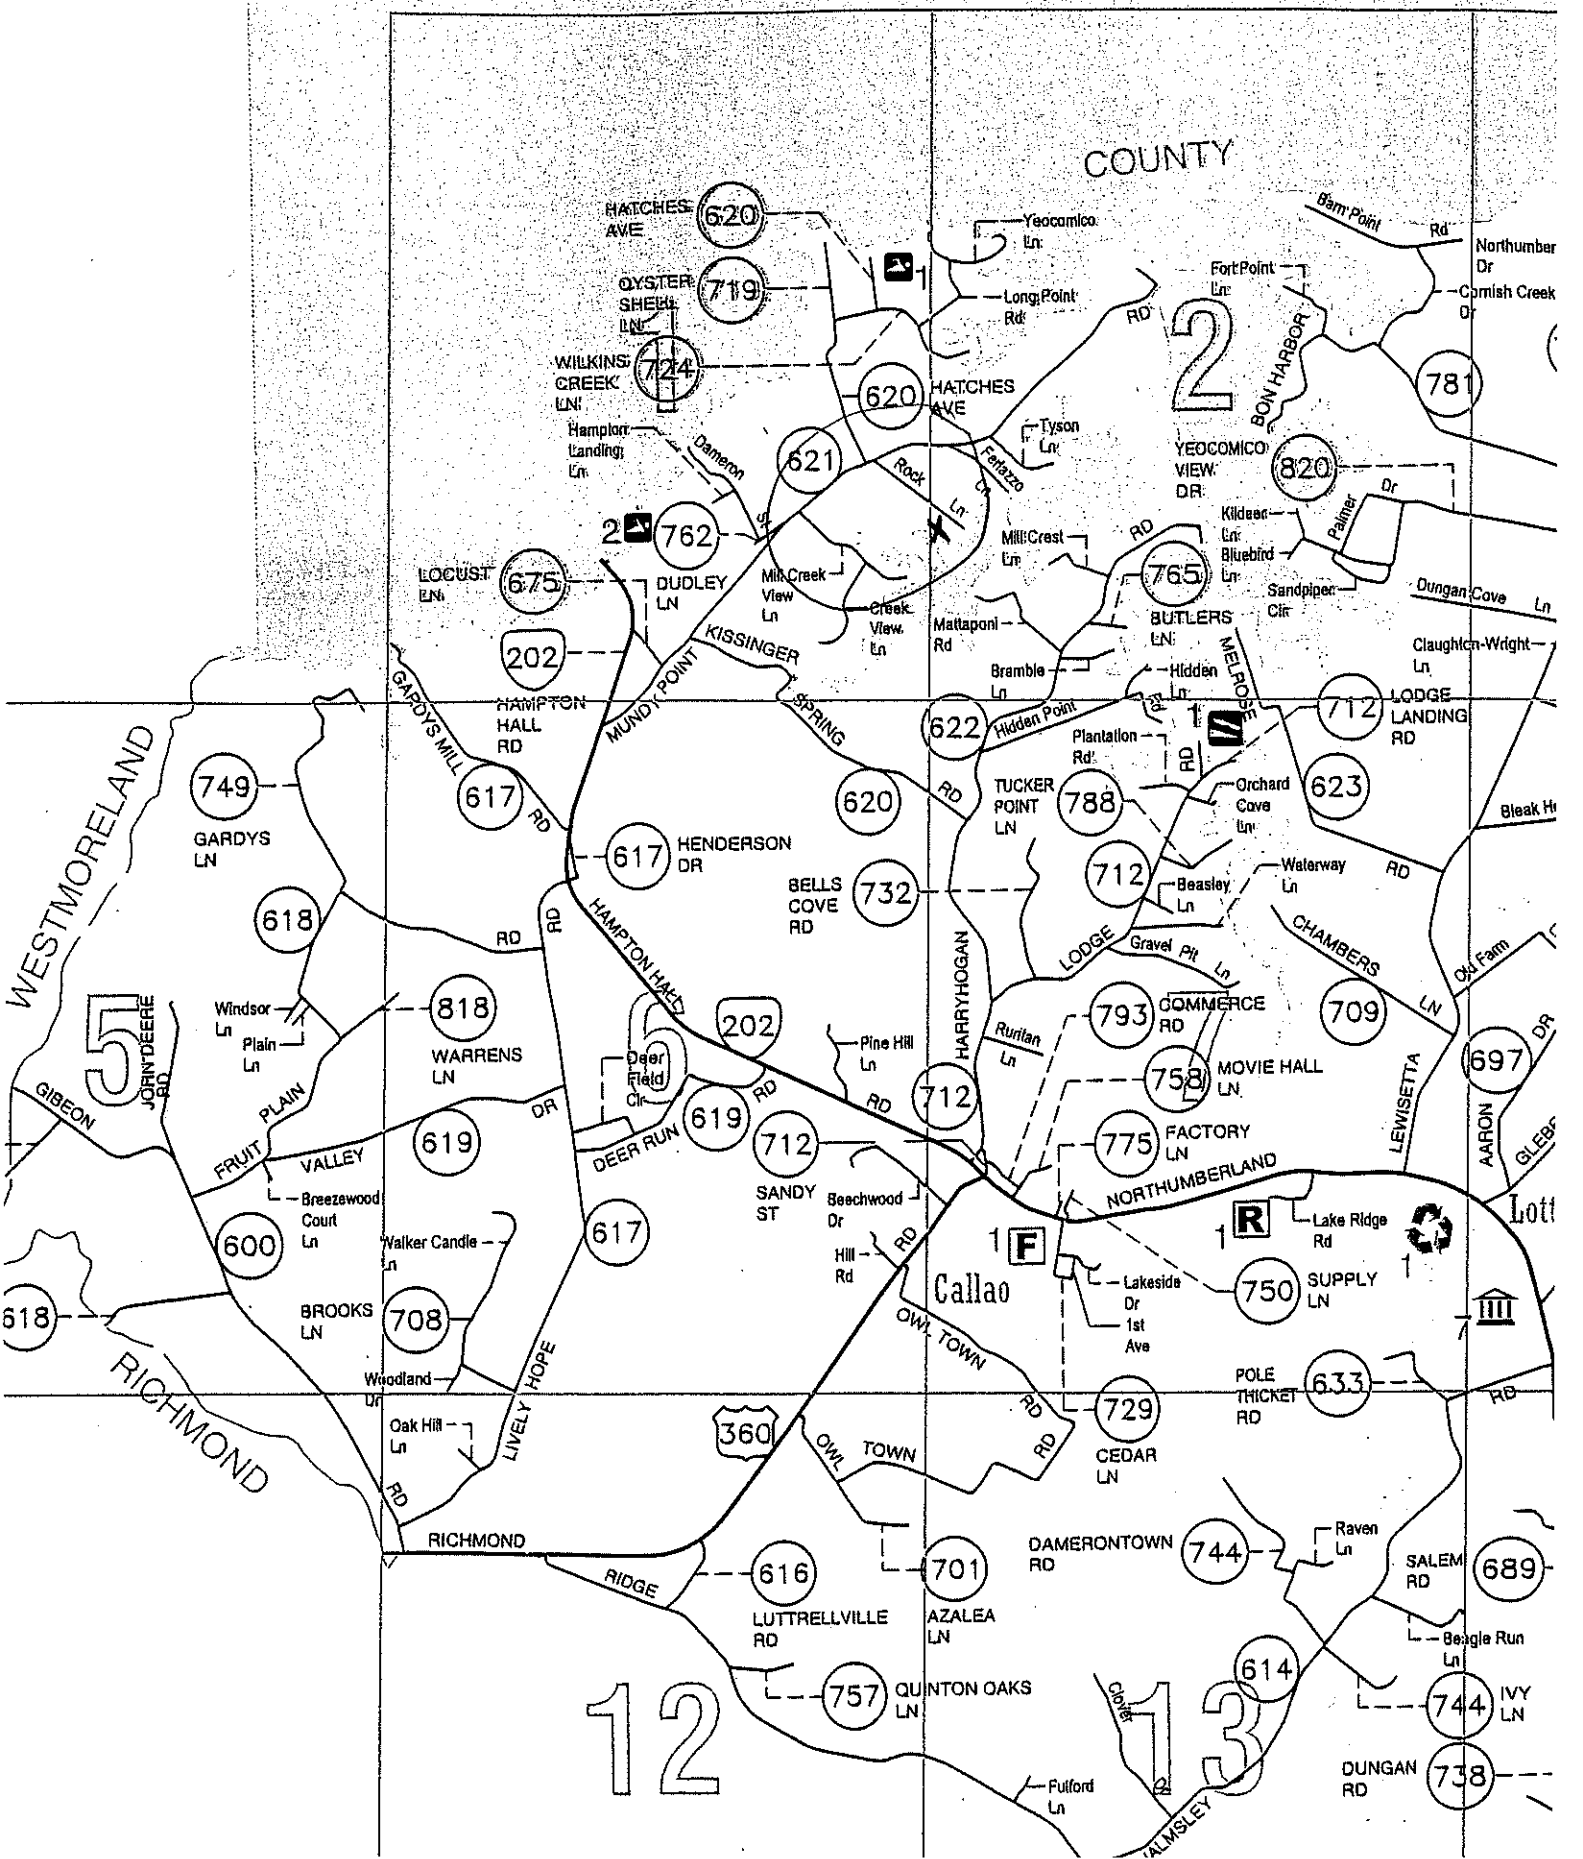 COUNTY
HATCHES
AVE
620
OYSTER
SHELL
LN
719
WILKINS
CREEK
LN
724
1
Yeocomico
Ln
Long Point
Rd
RD
2
Barn Point
Rd
Northumber
Dr
Fort Point
Ln
Cornish Creek
Dr
BON HARBOR
781
620
HATCHES
AVE
Hampton
Landing
Ln
Dameron
St
621
Rock
Ln
Ferlazzo
Ln
Tyson
Ln
YEOCOMICO
VIEW
DR
820
Palmer
Dr
Kildeer
Ln
Bluebird
Ln
Sandpiper
Cir
Dungan Cove
Ln
2
762
DUDLEY
LN
X
Mill Crest
Ln
RD
765
BUTLERS
LN
LOCUST
LN
675
Mill Creek
View
Ln
Creek
View
Ln
Mattaponi
Rd
Bramble
Ln
Hidden
Ln
MELROSE
Claughton-Wright
Ln
202
HAMPTON
HALL
RD
KISSINGER
SPRING
RD
MUNDY POINT
GARDYS MILL
RD
617
622
Hidden Point
Rd
1
712
LODGE
LANDING
RD
Plantation
Rd
RD
WESTMORELAND
749
GARDYS
LN
620
TUCKER
POINT
LN
788
Orchard
Cove
Ln
623
RD
Bleak H
617
HENDERSON
DR
BELLS
COVE
RD
732
712
Beasley
Ln
Waterway
Ln
618
RD
RD
HAMPTON HALL
HARRYHOGAN
LODGE
Gravel Pit
Ln
CHAMBERS
LN
Old Farm
5
JOHN DEERE
RD
Windsor
Ln
Plain
Ln
818
WARRENS
LN
6
202
Pine Hill
Ln
Ruritan
Ln
793
COMMERCE
RD
709
697
DR
GIBEON
FRUIT
PLAIN
VALLEY
619
DR
Deer
Field
Cir
DEER RUN
619
RD
RD
712
758
MOVIE HALL
LN
LEWISETTA
AARON
GLEBE
712
SANDY
ST
775
FACTORY
LN
NORTHUMBERLAND
Breezewood
Court
Ln
600
Walker Candle
Ln
617
Beechwood
Dr
RD
Hill
Rd
1
F
1
R
Lake Ridge
Rd
1
Lott
Callao
Lakeside
Dr
1st
Ave
750
SUPPLY
LN
618
BROOKS
LN
708
OWL TOWN
RD
RICHMOND
Woodland
Dr
LIVELY HOPE
POLE
THICKET
RD
633
RD
Oak Hill
Ln
RD
360
OWL
TOWN
RD
729
CEDAR
LN
RICHMOND
RIDGE
616
LUTTRELLVILLE
RD
701
AZALEA
LN
DAMERONTOWN
RD
744
Raven
Ln
SALEM
RD
689
Beagle Run
Ln
614
12
757
QUINTON OAKS
LN
Clover
13
744
IVY
LN
DUNGAN
RD
738
Fulford
Ln
ALMSLEY